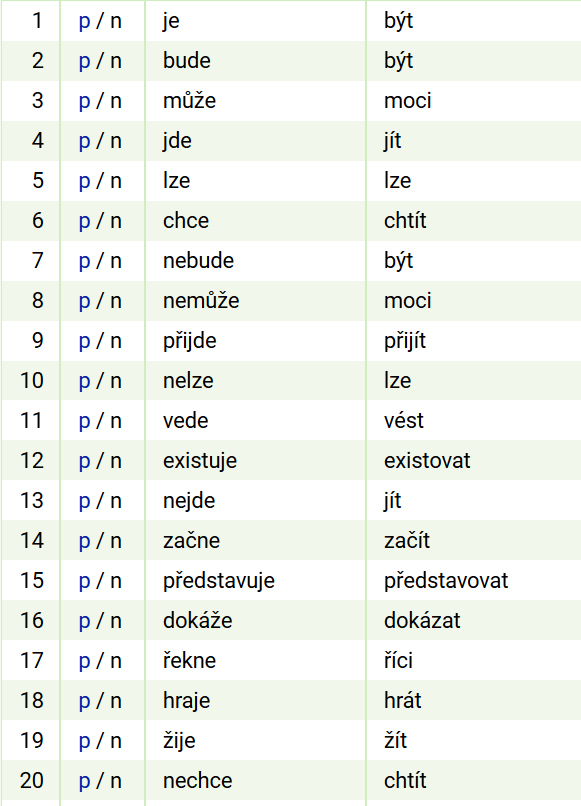 1 p / n je být
2 p / n bude být
3 p / n může moci
4 p / n jde jít
5 p / n lze lze
6 p / n chce chtít
7 p / n nebude být
8 p / n nemůže moci
9 p / n přijde přijít
10 p / n nelze lze
11 p / n vede vést
12 p / n existuje existovat
13 p / n nejde jít
14 p / n začne začít
15 p / n představuje představovat
16 p / n dokáže dokázat
17 p / n řekne říci
18 p / n hraje hrát
19 p / n žije žít
20 p / n nechce chtít